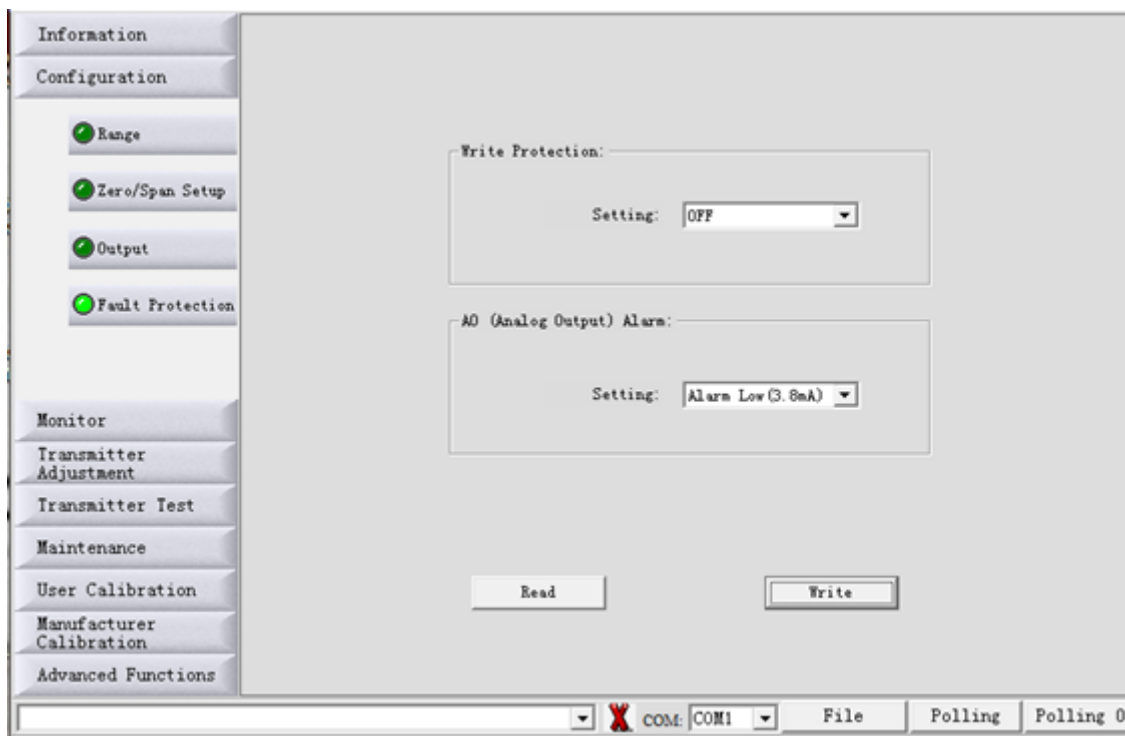 Information
Configuration
Range
Zero/Span Setup
Output
Fault Protection
Monitor
Transmitter
Adjustment
Transmitter Test
Maintenance
User Calibration
Manufacturer
Calibration
Advanced Functions
Write Protection:
Setting: OFF
AO (Analog Output) Alarm:
Setting: Alarm Low(3.8mA)
Read Write
COM: COM1 File Polling Polling 0